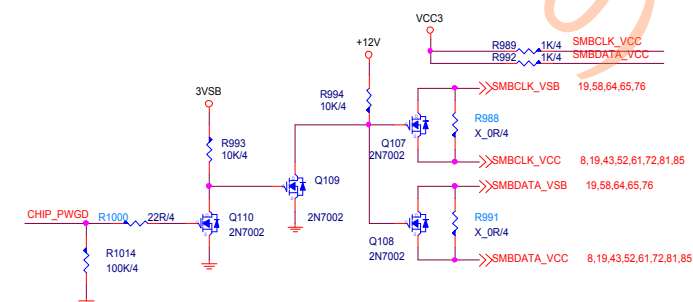 VCC3
R989 1K/4 SMBCLK_VCC
R992 1K/4 SMBDATA_VCC
+12V
3VSB
R994
10K/4
SMBCLK_VSB 19,58,64,65,76
R988
X_0R/4
Q107
2N7002
R993
10K/4
SMBCLK_VCC 8,19,43,52,61,72,81,85
Q109
2N7002
SMBDATA_VSB 19,58,64,65,76
CHIP_PWGD R1000 22R/4
Q110
2N7002
R991
X_0R/4
Q108
2N7002
R1014
100K/4
SMBDATA_VCC 8,19,43,52,61,72,81,85